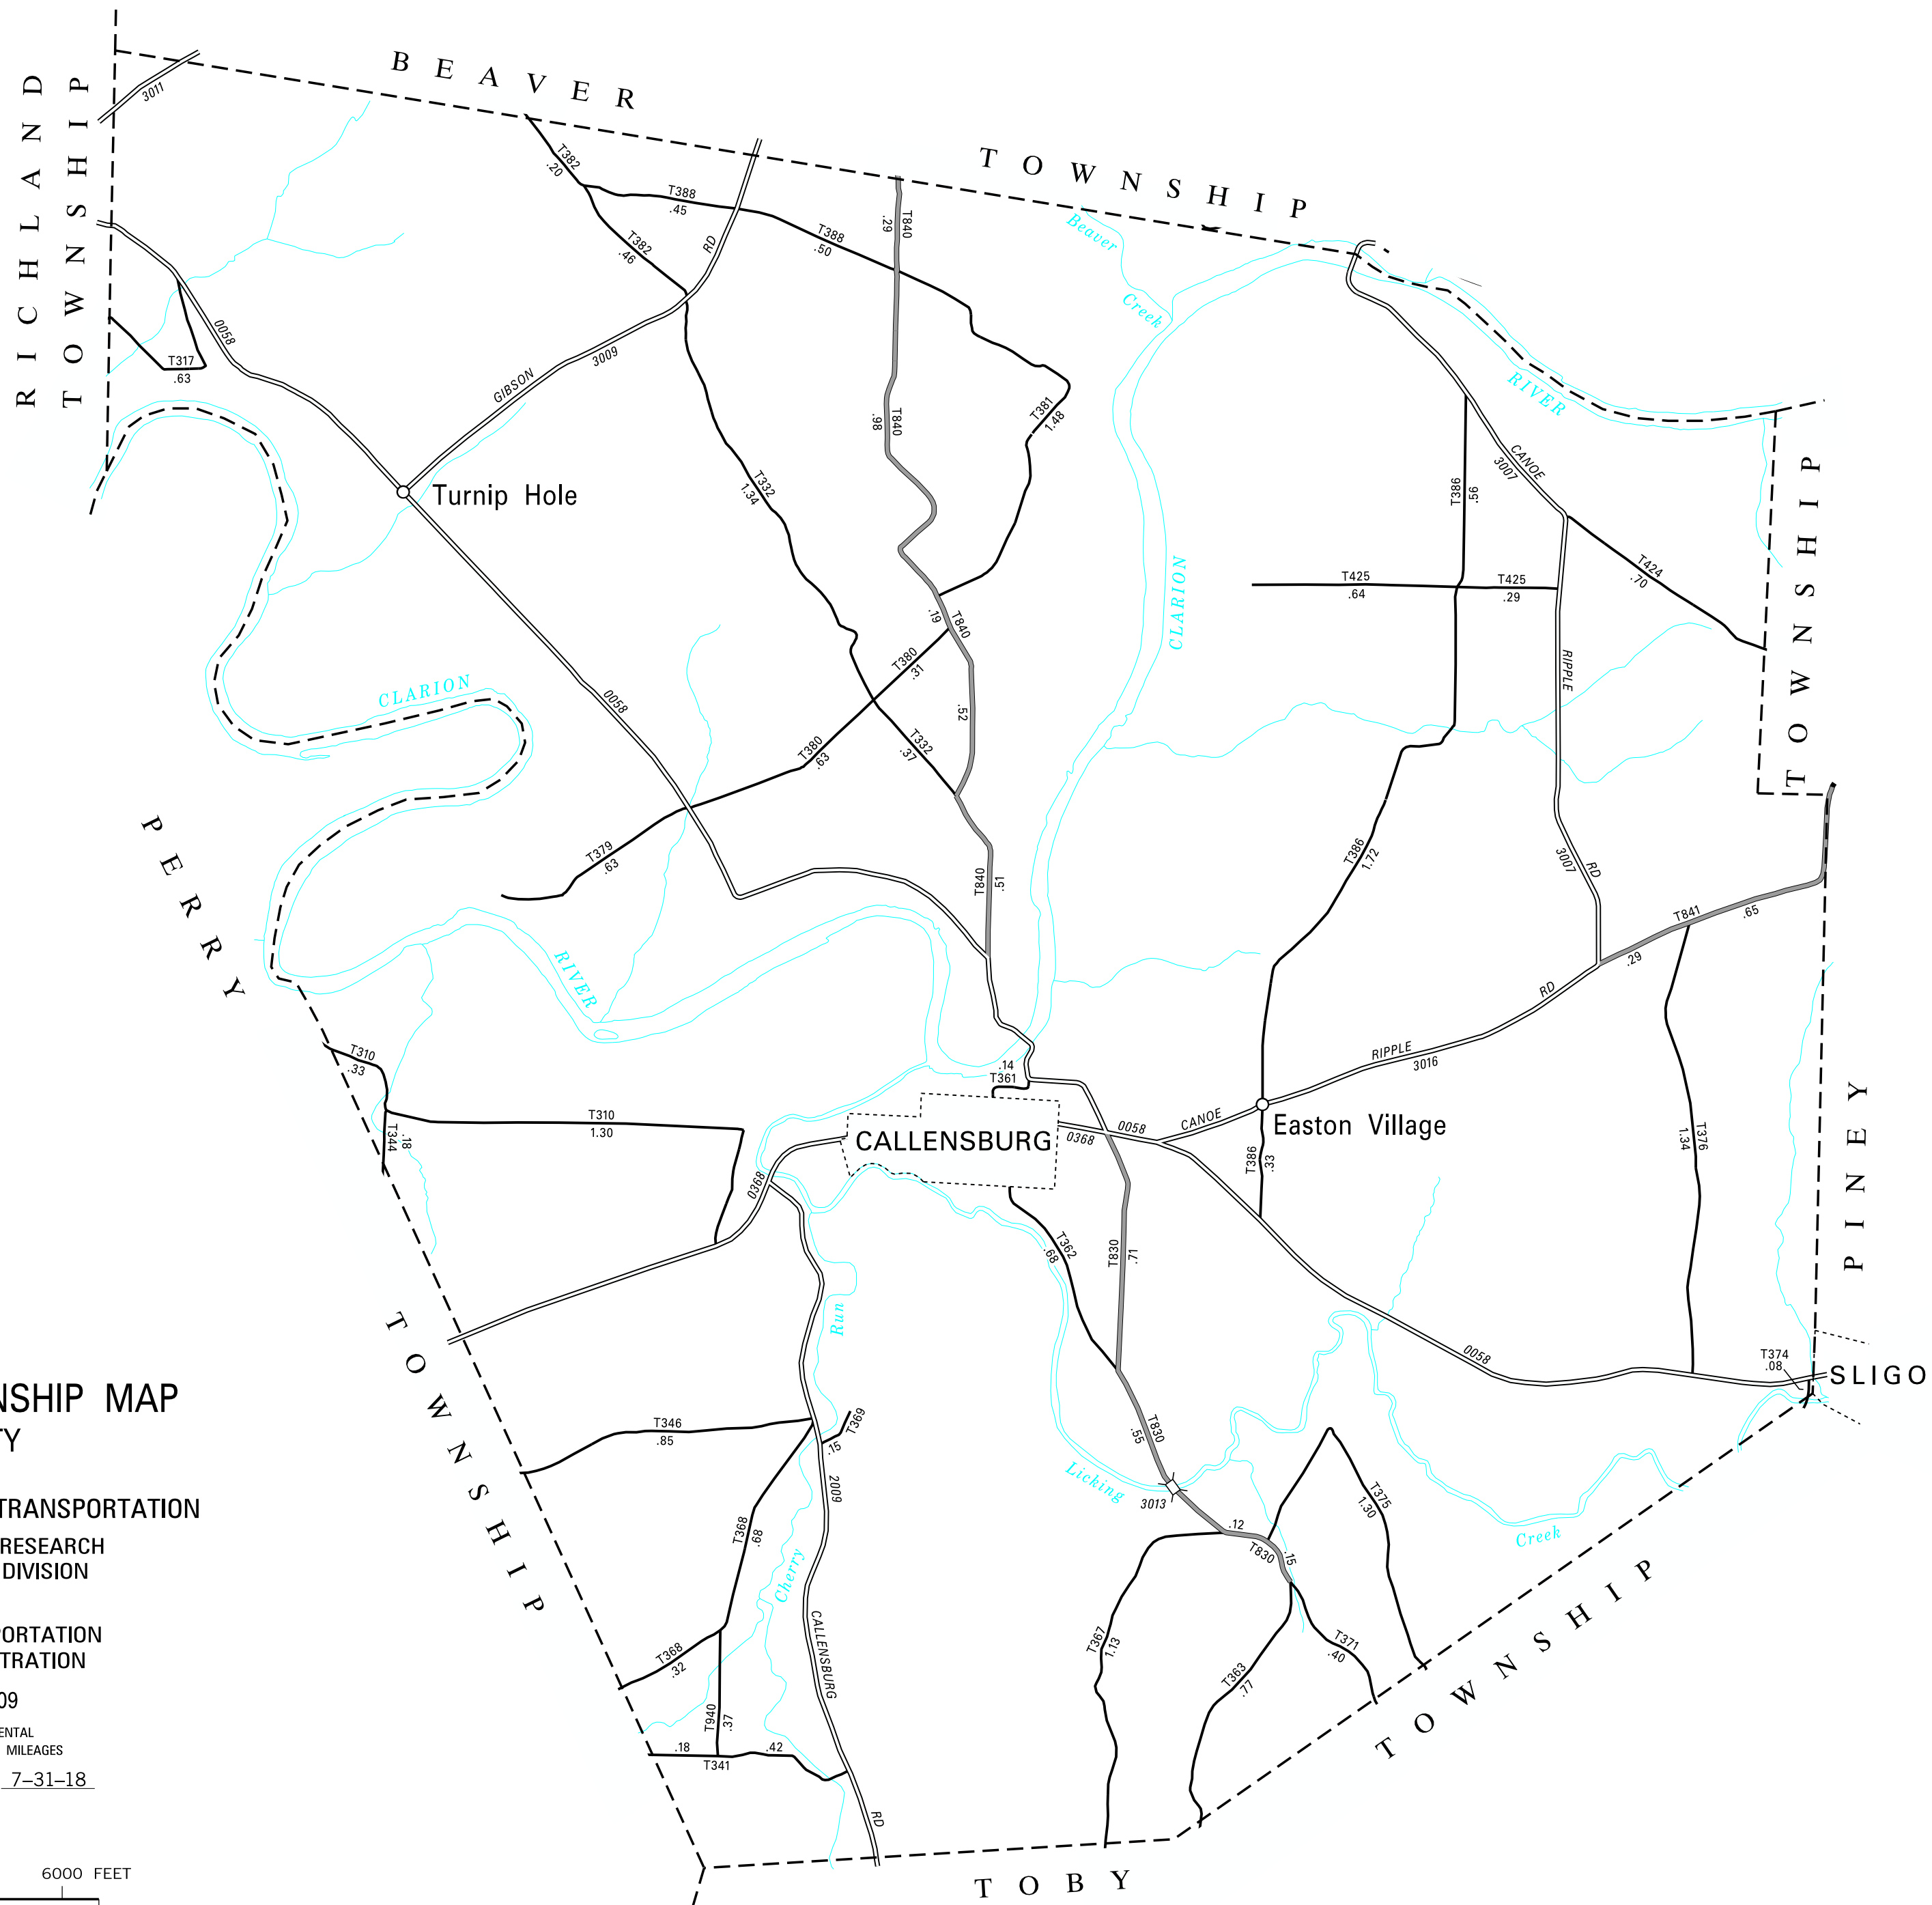 BEAVER
TOWNSHIP
RICHLAND
TOWNSHIP
3011
T382
.20
T388
.45
RD
T382
.46
T388
.50
T840
.29
Beaver
Creek
0058
T317
.63
GIBSON
3009
T840
.98
T381
1.48
RIVER
CANOE
3007
T386
.56
TOWNSHIP
Turnip Hole
T332
1.34
CLARION
T425
.64
T425
.29
T424
.70
T840
.19
T380
.31
RIPPLE
CLARION
0058
.52
T332
.37
T380
.63
PERRY
T379
.63
T840
.51
T386
1.72
3007
RD
T841
.65
.29
RIVER
RD
RIPPLE
3016
T310
.33
.14
T361
T310
1.30
T344
.18
CALLENSBURG
0368
0058
CANOE
Easton Village
T386
.33
T376
1.34
PINEY
0368
T362
.68
T830
.71
Run
TOWNSHIP
0058
T374
.08
SLIGO
NSHIP MAP
TY
T346
.85
T369
.15
2009
T830
.55
Licking
3013
T375
1.30
Creek
TRANSPORTATION
RESEARCH
DIVISION
T368
.68
.12
T830
.15
Cherry
PORTATION
TRATION
CALLENSBURG
T367
1.13
T371
.40
TOWNSHIP
T368
.32
T363
.77
09
ENTAL
MILEAGES
7–31–18
T940
.37
.18
.42
T341
RD
6000 FEET
TOBY